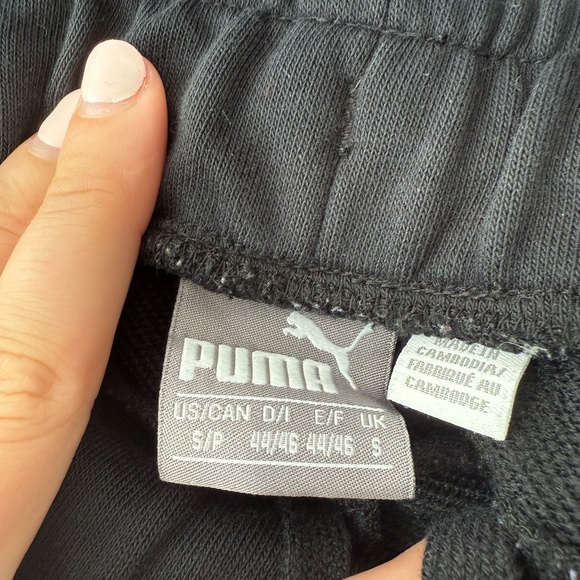 PUMA
US/CAN D/I E/F UK
S/P 44/46 44/46 S
MADE IN
CAMBODIA/
FABRIQUÉ AU
CAMBODGE